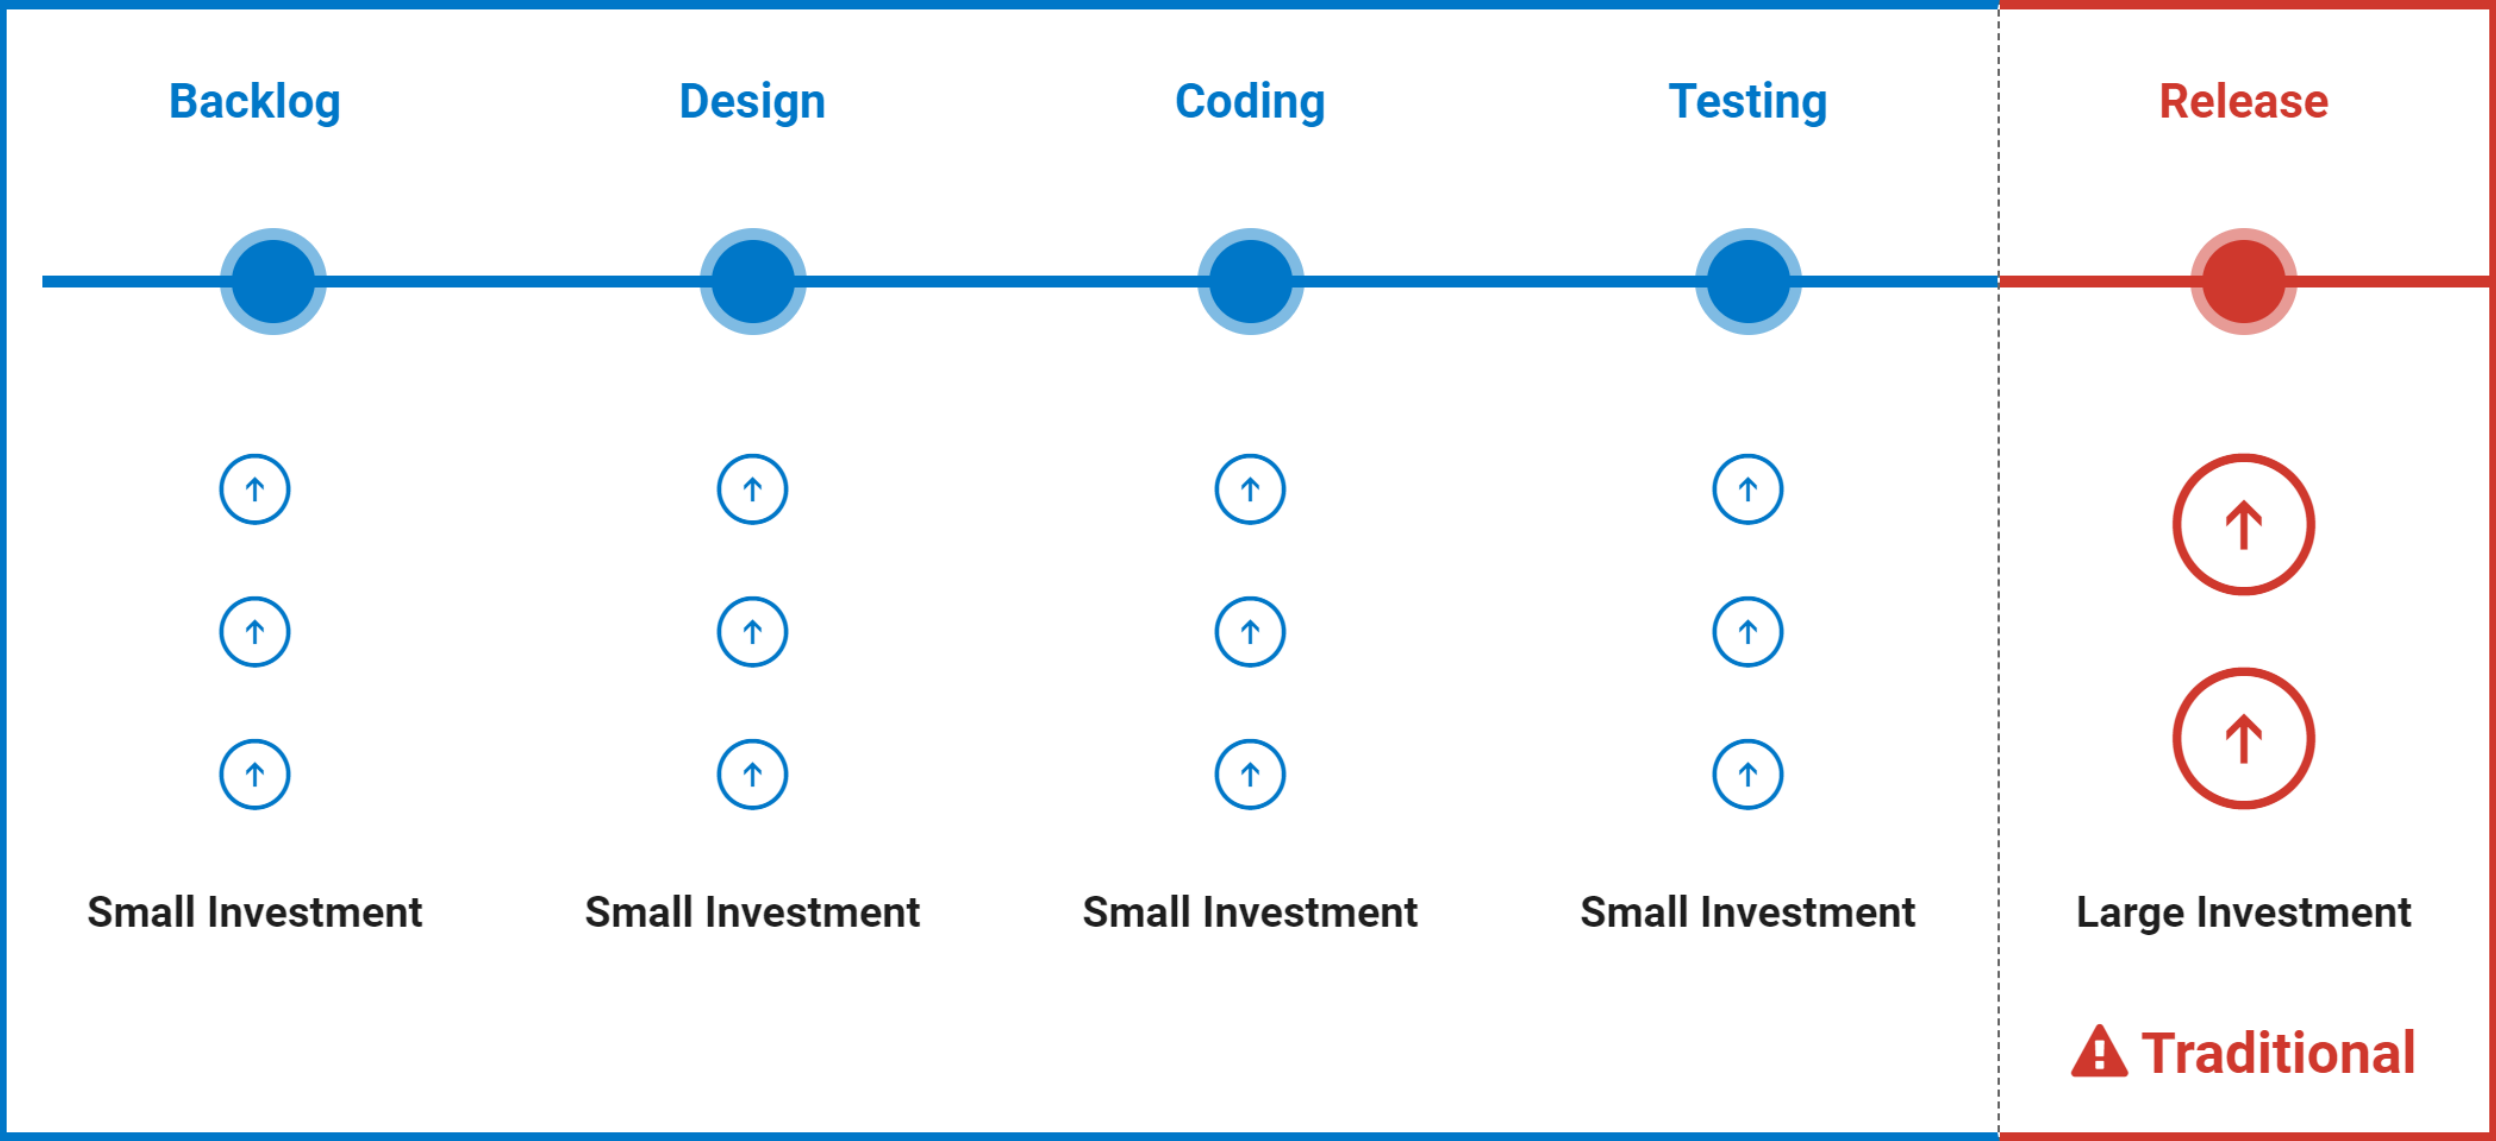 Backlog
Design
Coding
Testing
Release
Small Investment
Small Investment
Small Investment
Small Investment
Large Investment
Traditional